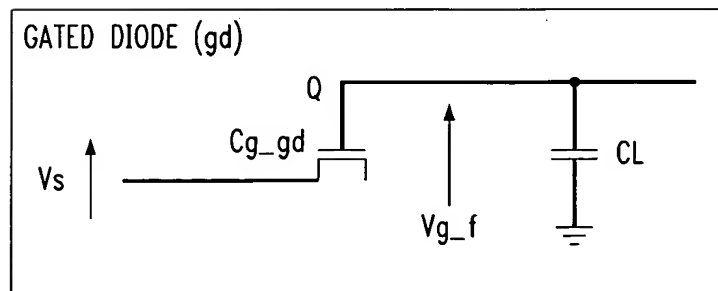 GATED DIODE (gd)
Q
Cg_gd
Vs
CL
Vg_f